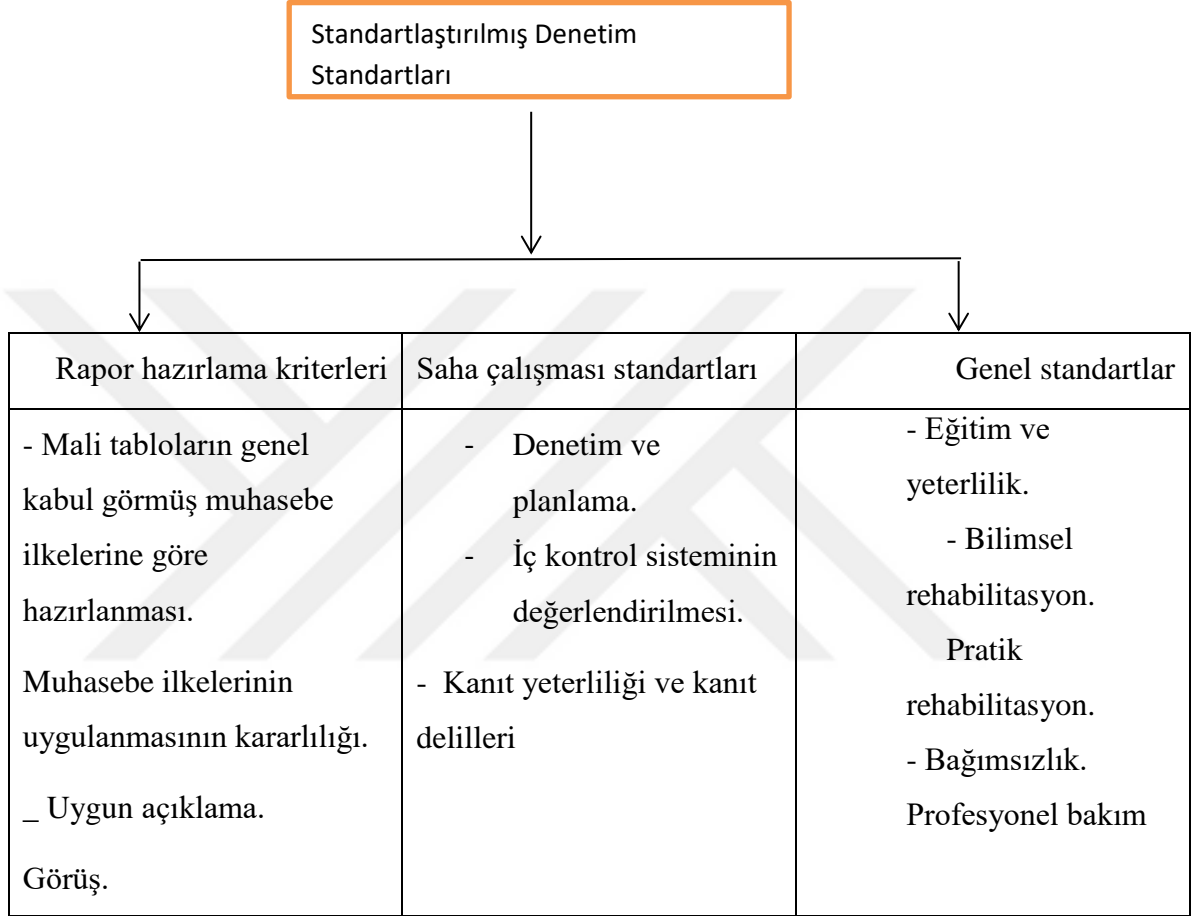 Standartlaştırılmış Denetim
Standartları
Rapor hazırlama kriterleri
Saha çalışması standartları
Genel standartlar
- Mali tabloların genel
kabul görmüş muhasebe
ilkelerine göre
hazırlanması.
Muhasebe ilkelerinin
uygulanmasının kararlılığı.
_ Uygun açıklama.
Görüş.
- Denetim ve
planlama.
- İç kontrol sisteminin
değerlendirilmesi.
- Kanıt yeterliliği ve kanıt
delilleri
- Eğitim ve
yeterlilik.
- Bilimsel
rehabilitasyon.
Pratik
rehabilitasyon.
- Bağımsızlık.
Profesyonel bakım